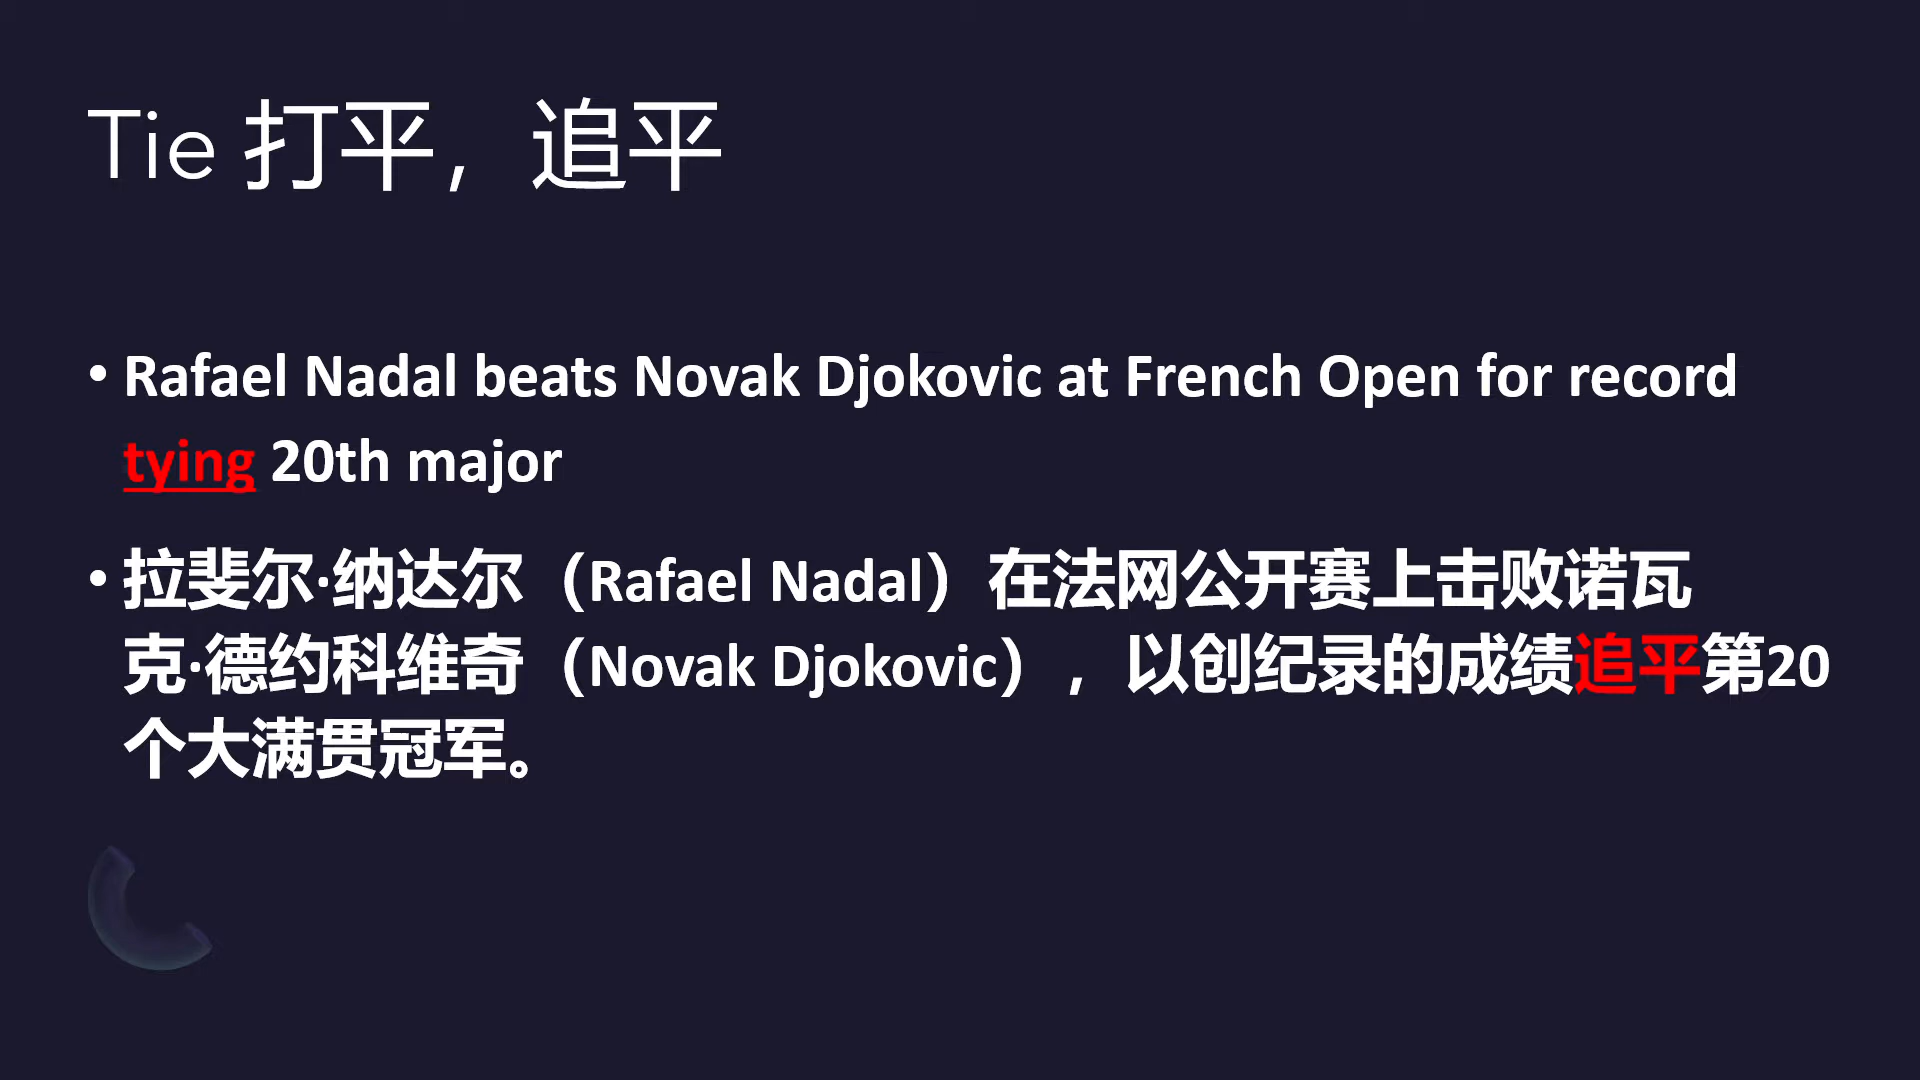 Tie 打平，追平
• Rafael Nadal beats Novak Djokovic at French Open for record
tying 20th major
• 拉斐尔·纳达尔（Rafael Nadal）在法网公开赛上击败诺瓦
克·德约科维奇（Novak Djokovic），以创纪录的成绩追平第20
个大满贯冠军。